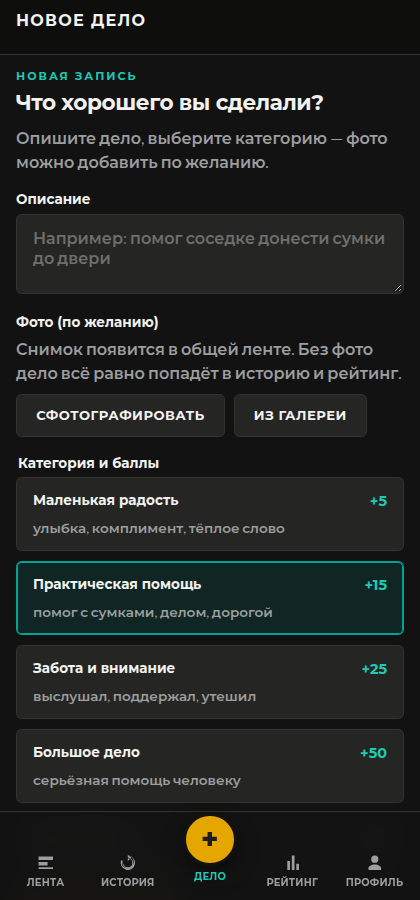 НОВОЕ ДЕЛО
НОВАЯ ЗАПИСЬ
Что хорошего вы сделали?
Опишите дело, выберите категорию — фото
можно добавить по желанию.
Описание
Например: помог соседке донести сумки
до двери
Фото (по желанию)
Снимок появится в общей ленте. Без фото
дело всё равно попадёт в историю и рейтинг.
СФОТОГРАФИРОВАТЬ ИЗ ГАЛЕРЕИ
Категория и баллы
Маленькая радость +5
улыбка, комплимент, тёплое слово
Практическая помощь +15
помог с сумками, делом, дорогой
Забота и внимание +25
выслушал, поддержал, утешил
Большое дело +50
серьёзная помощь человеку
ЛЕНТА ИСТОРИЯ ДЕЛО РЕЙТИНГ ПРОФИЛЬ